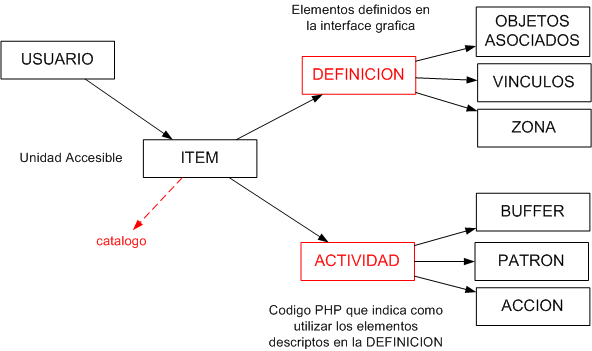 Elementos definidos en
la interface grafica
OBJETOS
ASOCIADOS
USUARIO
DEFINICION
VINCULOS
ZONA
Unidad Accesible
ITEM
catalogo
BUFFER
ACTIVIDAD
PATRON
ACCION
Codigo PHP que indica como
utilizar los elementos
descriptos en la DEFINICION